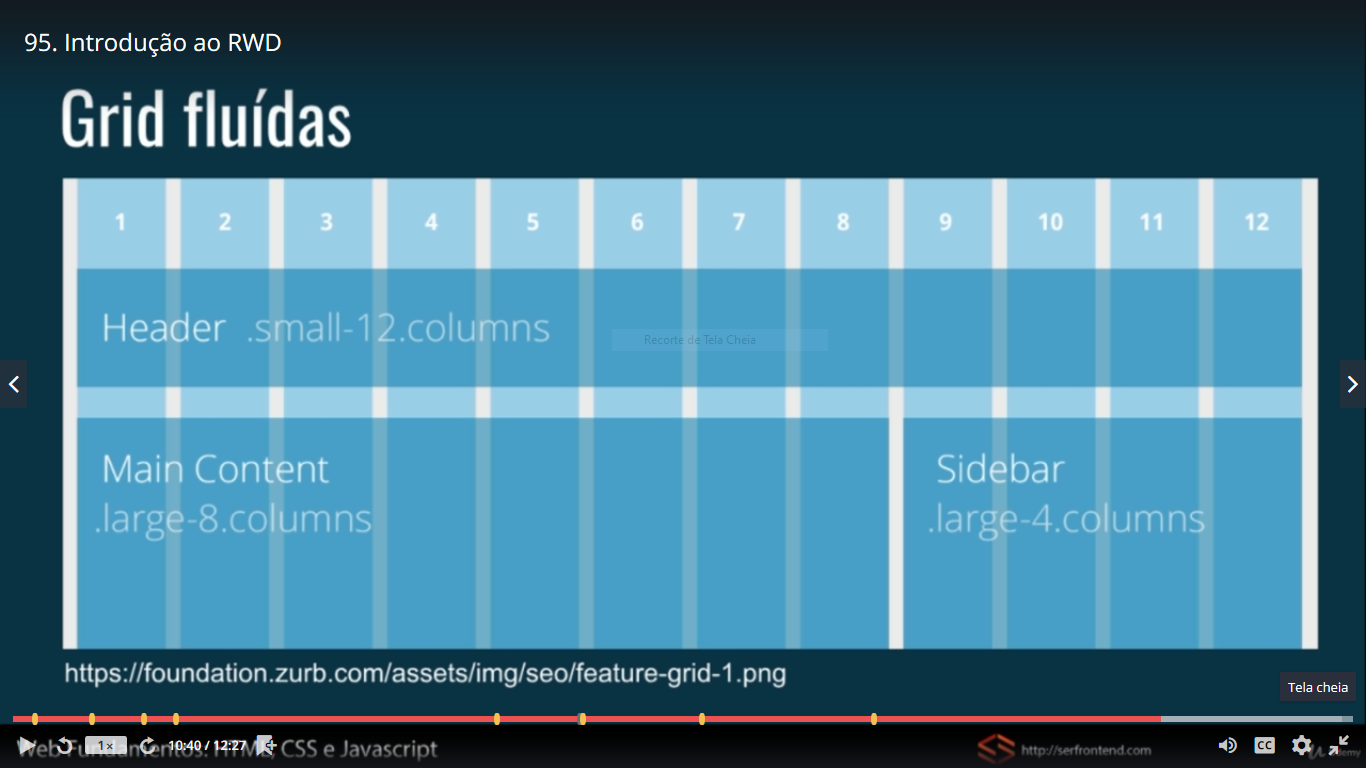 95. Introdução ao RWD
Grid fluídas
1 2 3 4 5 6 7 8 9 10 11 12
Header .small-12.columns
Recorte de Tela Cheia
Main Content
.large-8.columns
Sidebar
.large-4.columns
https://foundation.zurb.com/assets/img/seo/feature-grid-1.png
Tela cheia
1x
10:40 / 12:27
Web Fundamentos: HTML, CSS e Javascript
http://serfrontend.com
CC